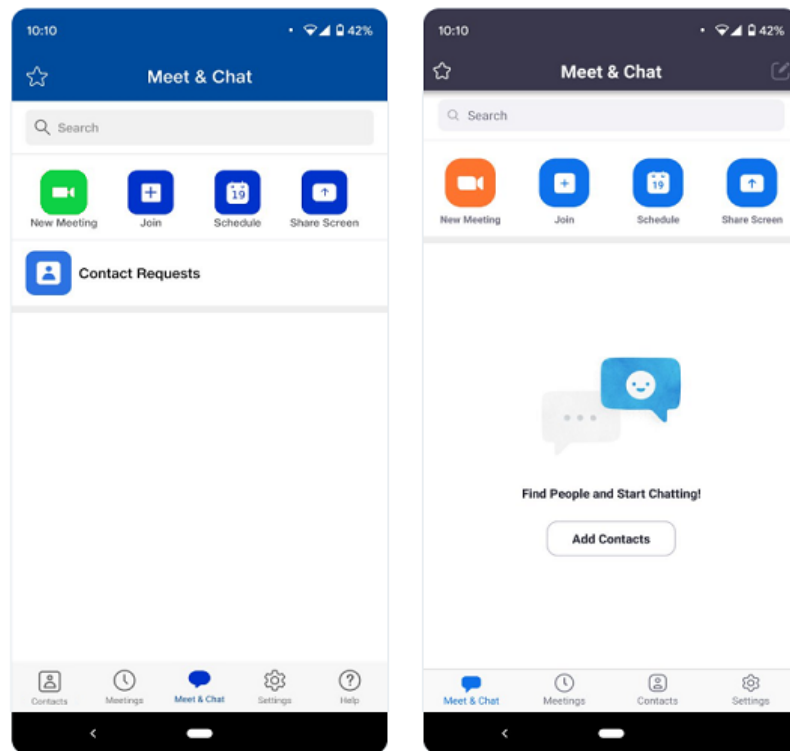 10:10
42%
Meet & Chat
Search
19
New Meeting
Join
Schedule
Share Screen
Contact Requests
Contacts
Meetings
Meet & Chat
Settings
Help
10:10
42%
Meet & Chat
Search
19
New Meeting
Join
Schedule
Share Screen
Find People and Start Chatting!
Add Contacts
Meet & Chat
Meetings
Contacts
Settings